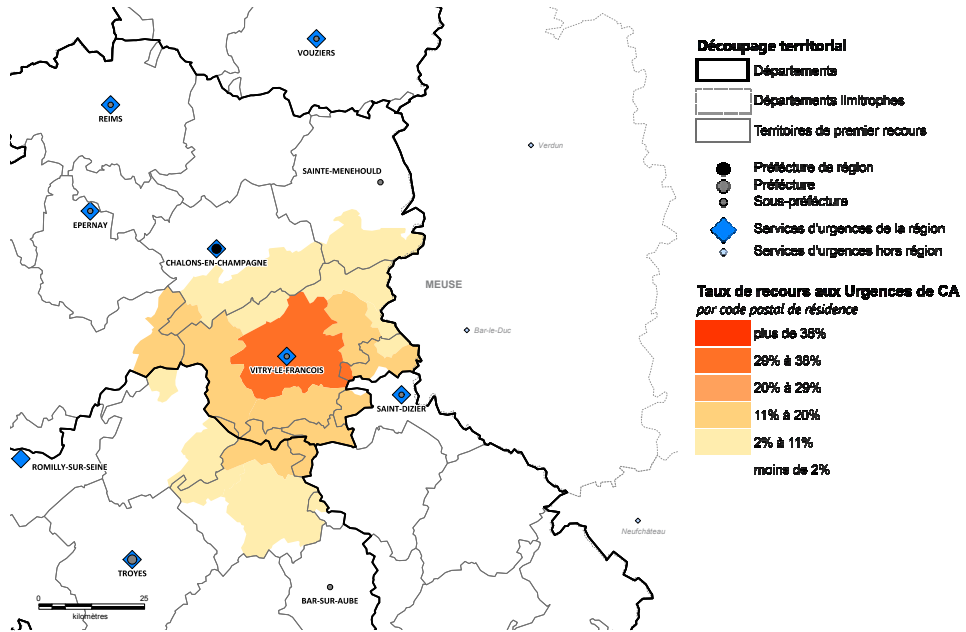 VOUZIERS
REIMS
Verdun
SAINTE-MENEHOULD
EPERNAY
CHALONS-EN-CHAMPAGNE
MEUSE
Bar-le-Duc
VITRY-LE-FRANCOIS
SAINT-DIZIER
ROMILLY-SUR-SEINE
Neufchâteau
TROYES
BAR-SUR-AUBE
0 25
kilomètres
Découpage territorial
Départements
Départements limitrophes
Territoires de premier recours
Préfécture de région
Préfécture
Sous-préfécture
Services d'urgences de la région
Services d'urgences hors région
Taux de recours aux Urgences de CA
par code postal de résidence
plus de 38%
29% à 38%
20% à 29%
11% à 20%
2% à 11%
moins de 2%